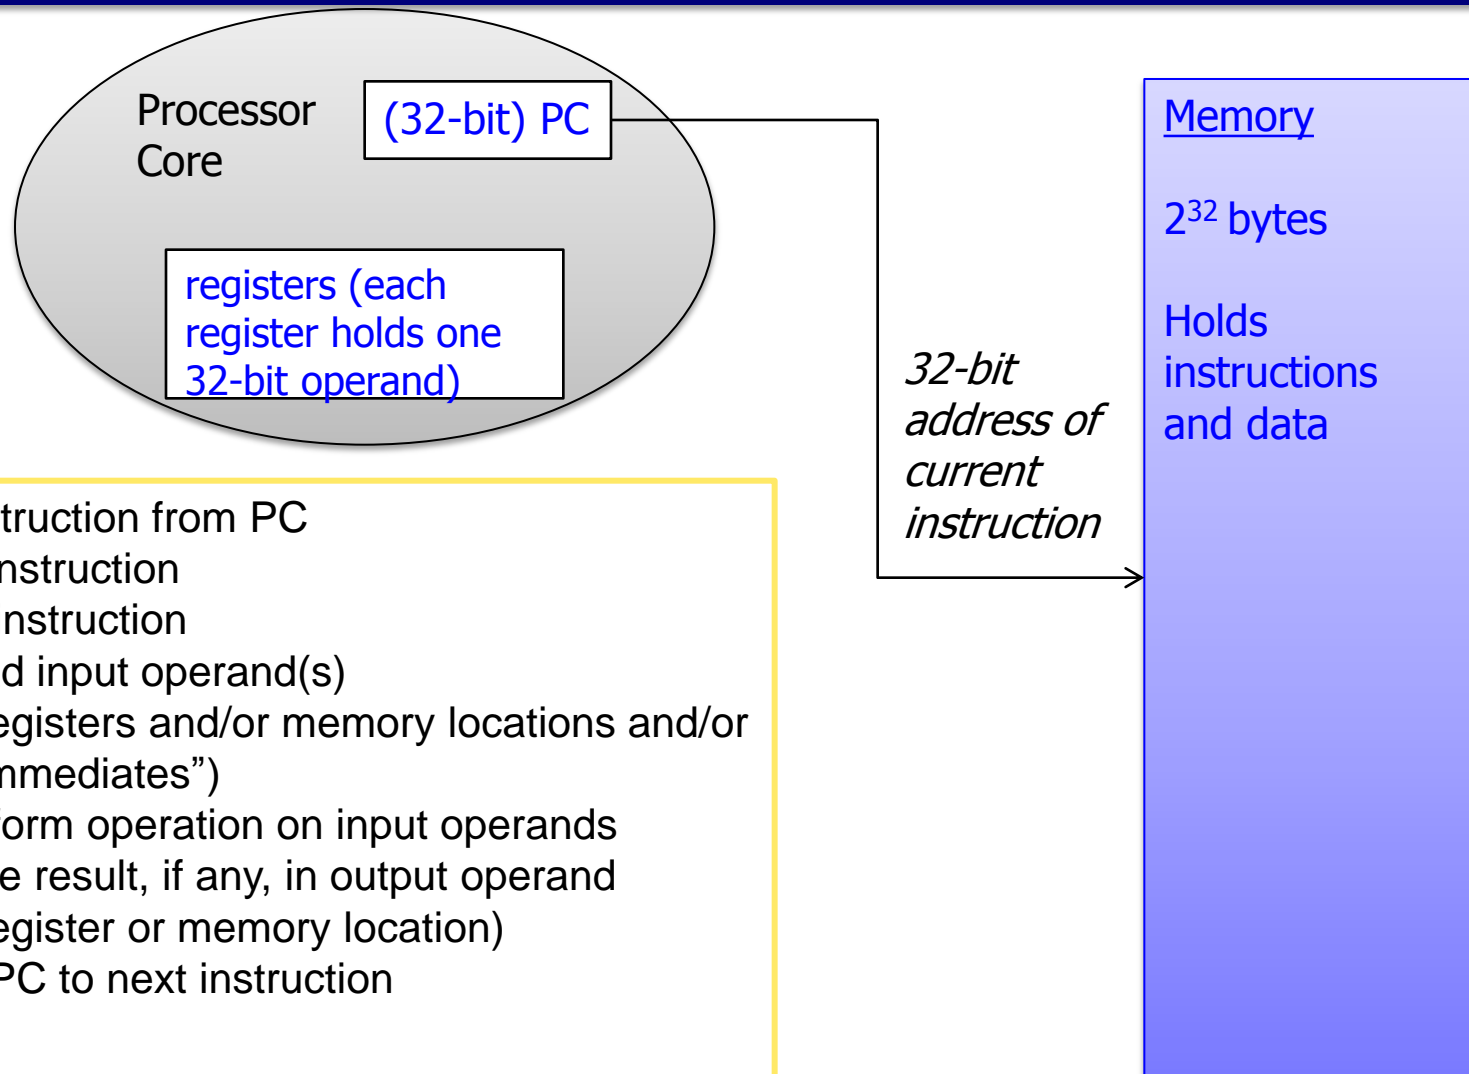 Processor
Core
(32-bit) PC
registers (each
register holds one
32-bit operand)
Memory
2³² bytes
Holds
instructions
and data
32-bit
address of
current
instruction
truction from PC
nstruction
nstruction
d input operand(s)
egisters and/or memory locations and/or
mmediates”)
form operation on input operands
e result, if any, in output operand
egister or memory location)
PC to next instruction